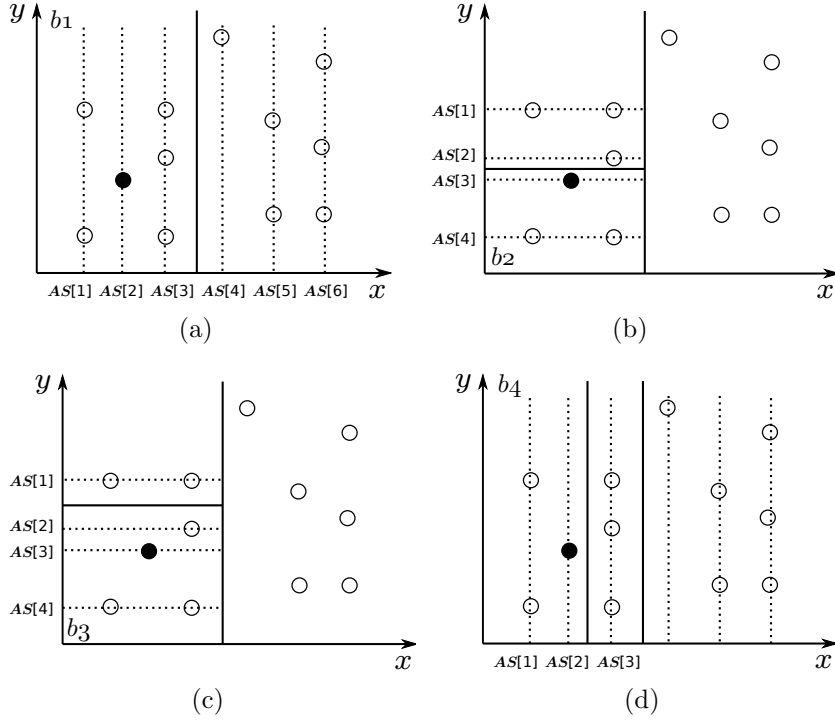 y b1
AS[1] AS[2] AS[3] AS[4] AS[5] AS[6] x
(a)
y
AS[1]
AS[2]
AS[3]
AS[4]
b2
x
(b)
y
AS[1]
AS[2]
AS[3]
AS[4]
b3
x
(c)
y b4
AS[1] AS[2] AS[3] x
(d)